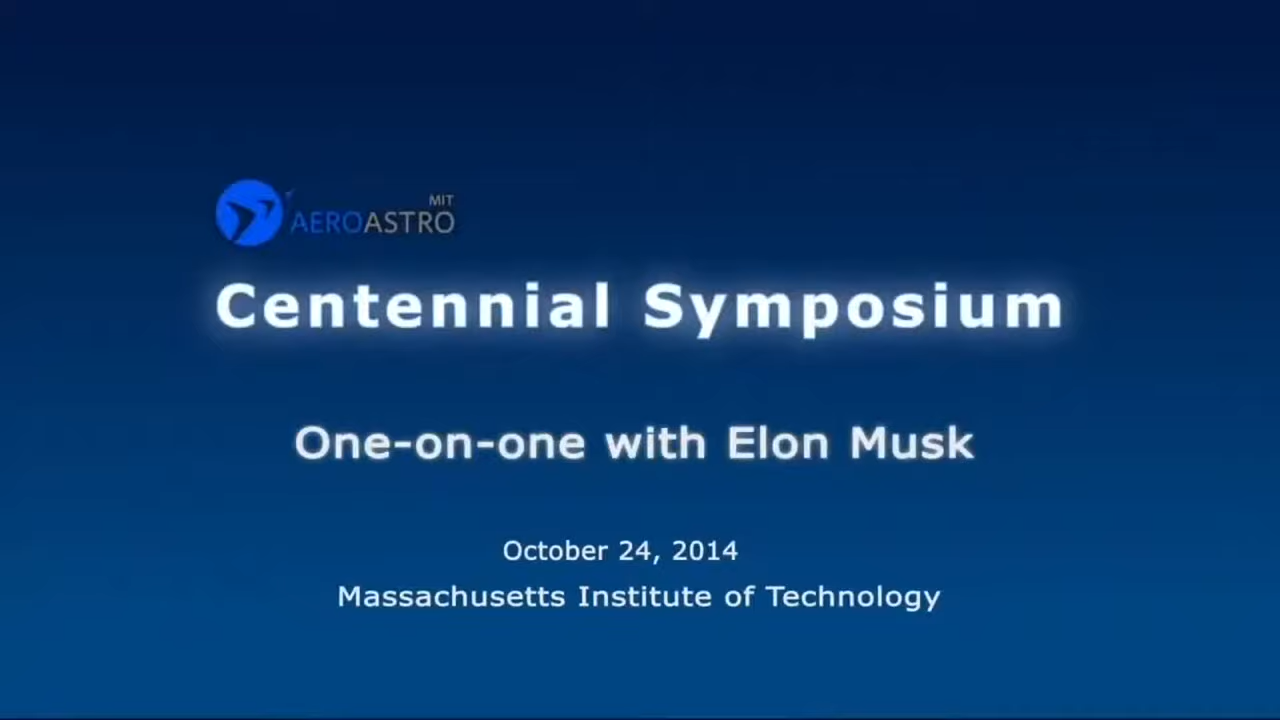 MIT
AEROASTRO
Centennial Symposium
One-on-one with Elon Musk
October 24, 2014
Massachusetts Institute of Technology